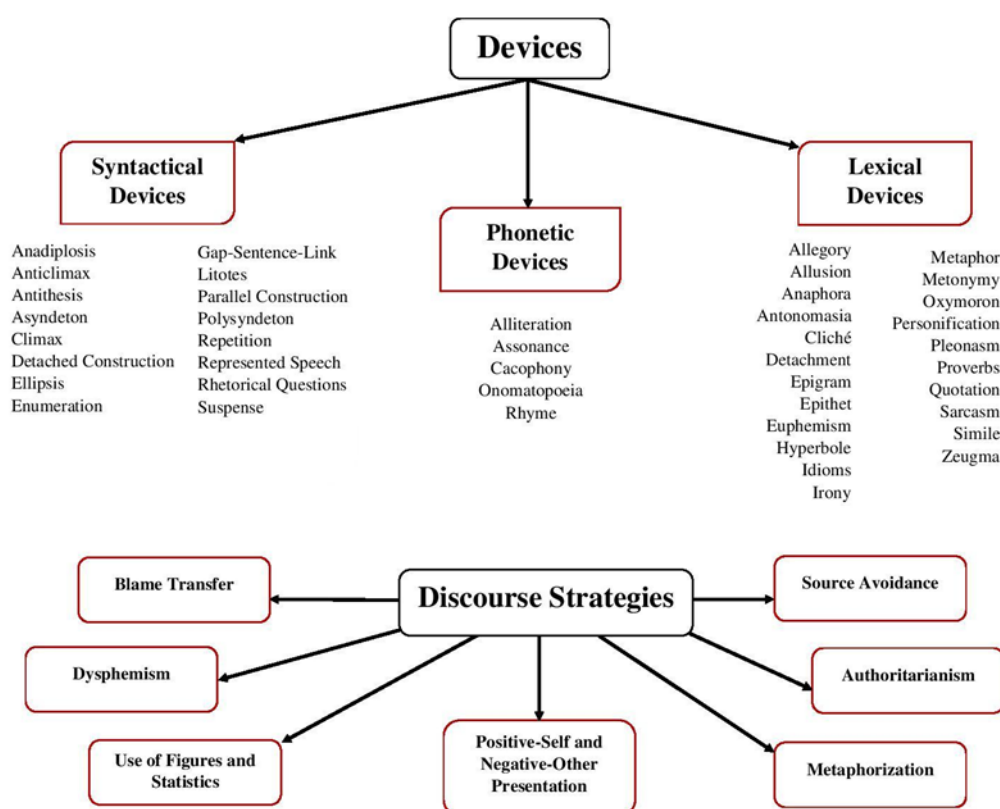 Devices
Syntactical
Devices
Anadiplosis
Anticlimax
Antithesis
Asyndeton
Climax
Detached Construction
Ellipsis
Enumeration
Gap-Sentence-Link
Litotes
Parallel Construction
Polysyndeton
Repetition
Represented Speech
Rhetorical Questions
Suspense
Phonetic
Devices
Alliteration
Assonance
Cacophony
Onomatopoeia
Rhyme
Lexical
Devices
Allegory
Allusion
Anaphora
Antonomasia
Cliché
Detachment
Epigram
Epithet
Euphemism
Hyperbole
Idioms
Irony
Metaphor
Metonymy
Oxymoron
Personification
Pleonasm
Proverbs
Quotation
Sarcasm
Simile
Zeugma
Discourse Strategies
Blame Transfer
Source Avoidance
Dysphemism
Authoritarianism
Use of Figures and
Statistics
Positive-Self and
Negative-Other
Presentation
Metaphorization